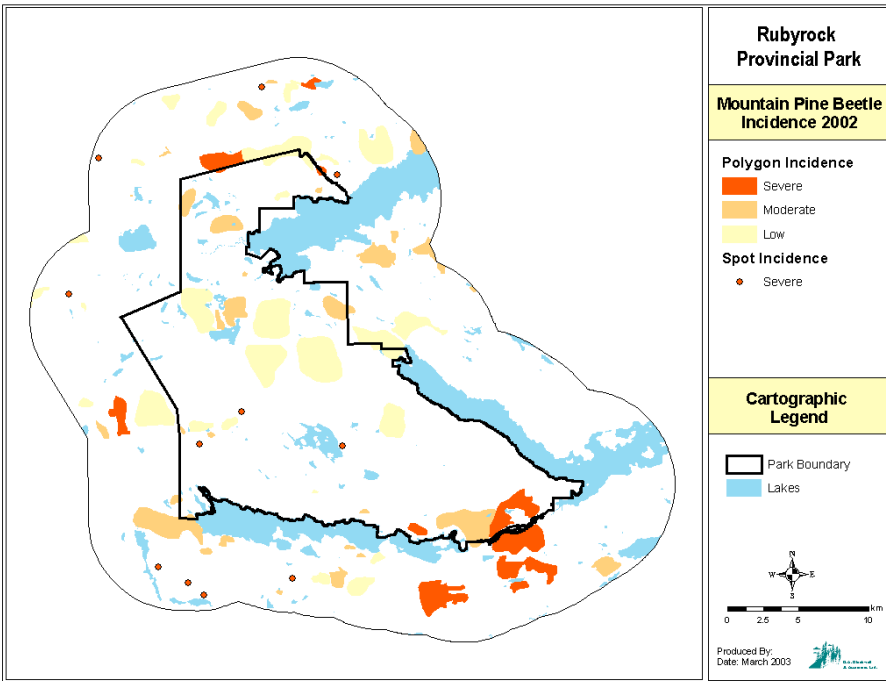 Rubyrock
Provincial Park
Mountain Pine Beetle
Incidence 2002
Polygon Incidence
Severe
Moderate
Low
Spot Incidence
Severe
Cartographic
Legend
Park Boundary
Lakes
N
W E
S
km
0 2.5 5 10
Produced By:
Date: March 2003